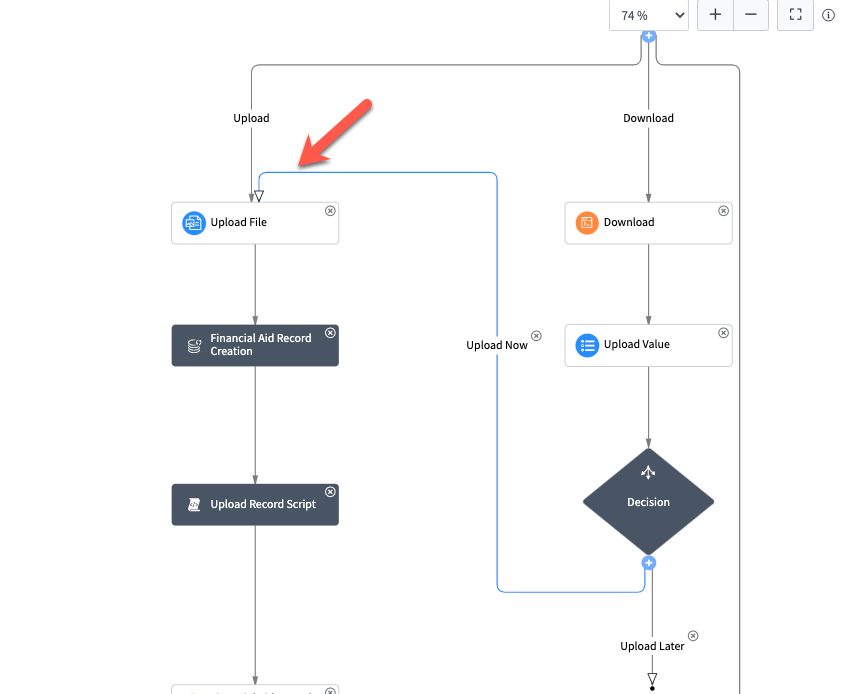 74 %
Upload
Download
Upload File
Download
Financial Aid Record
Creation
Upload Now
Upload Value
Upload Record Script
Decision
Upload Later